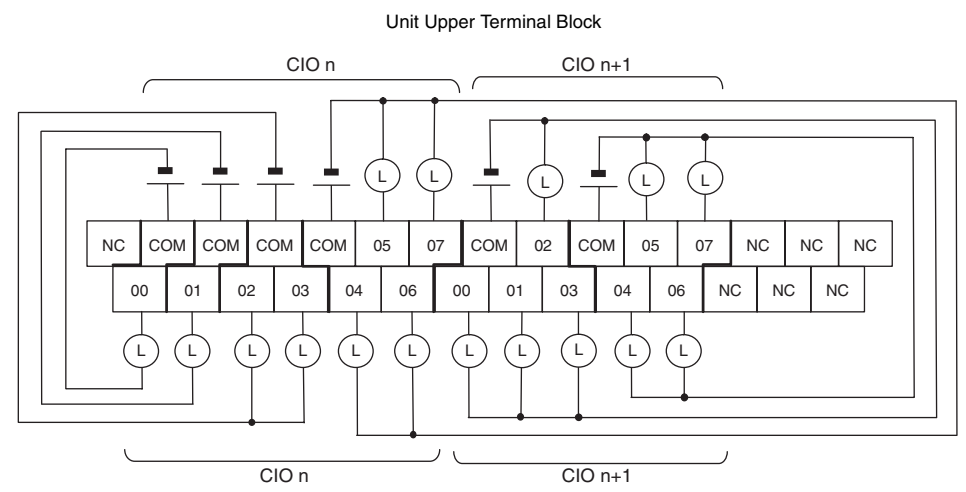 Unit Upper Terminal Block
CIO n CIO n+1
L L L L L
NC COM COM COM COM 05 07 COM 02 COM 05 07 NC NC NC
00 01 02 03 04 06 00 01 03 04 06 NC NC NC
L L L L L L L L L L L
CIO n CIO n+1